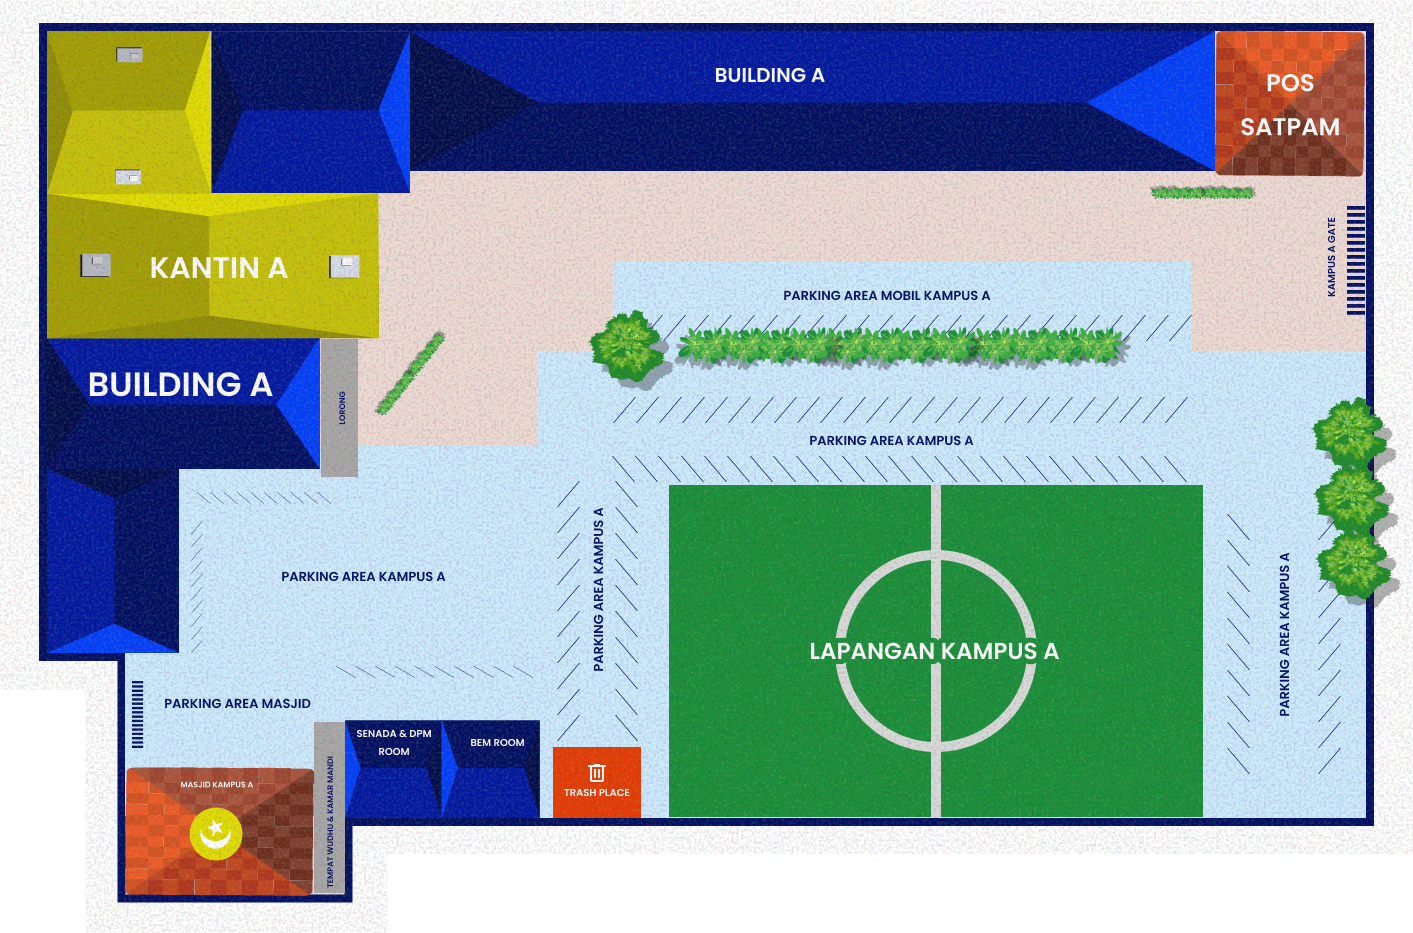 BUILDING A
POS
SATPAM
KAMPUS A GATE
KANTIN A
PARKING AREA MOBIL KAMPUS A
BUILDING A
LORONG
PARKING AREA KAMPUS A
PARKING AREA KAMPUS A
PARKING AREA KAMPUS A
LAPANGAN KAMPUS A
PARKING AREA KAMPUS A
PARKING AREA MASJID
SENADA & DPM
ROOM
BEM ROOM
TRASH PLACE
MASJID KAMPUS A
TEMPAT WUDHU & KAMAR MANDI